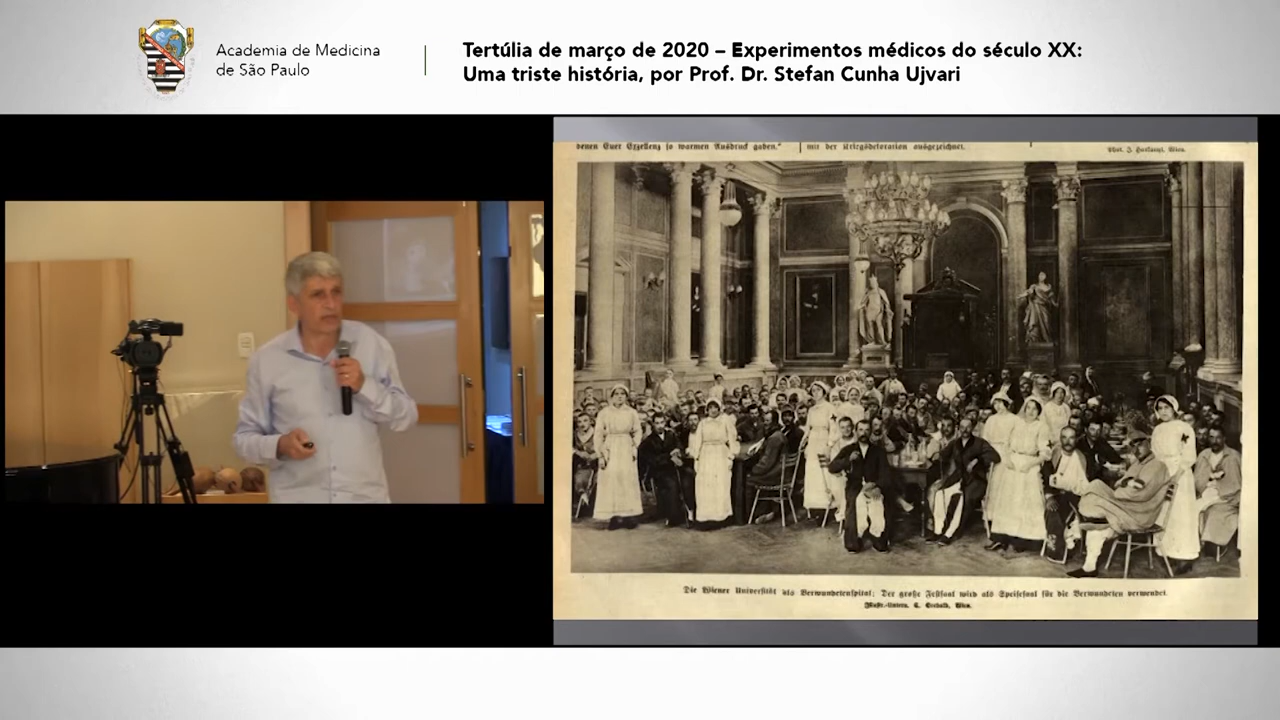 Academia de Medicina
de São Paulo
Tertúlia de março de 2020 – Experimentos médicos do século XX:
Uma triste história, por Prof. Dr. Stefan Cunha Ujvari
denen Euer Exzellenz so warmen Ausdruck gaben."
mit der Kriegsdekoration ausgezeichnet.
Die Wiener Universität als Verwundetenspital: Der große Festsaal wird als Speisesaal für die Verwundeten verwendet.